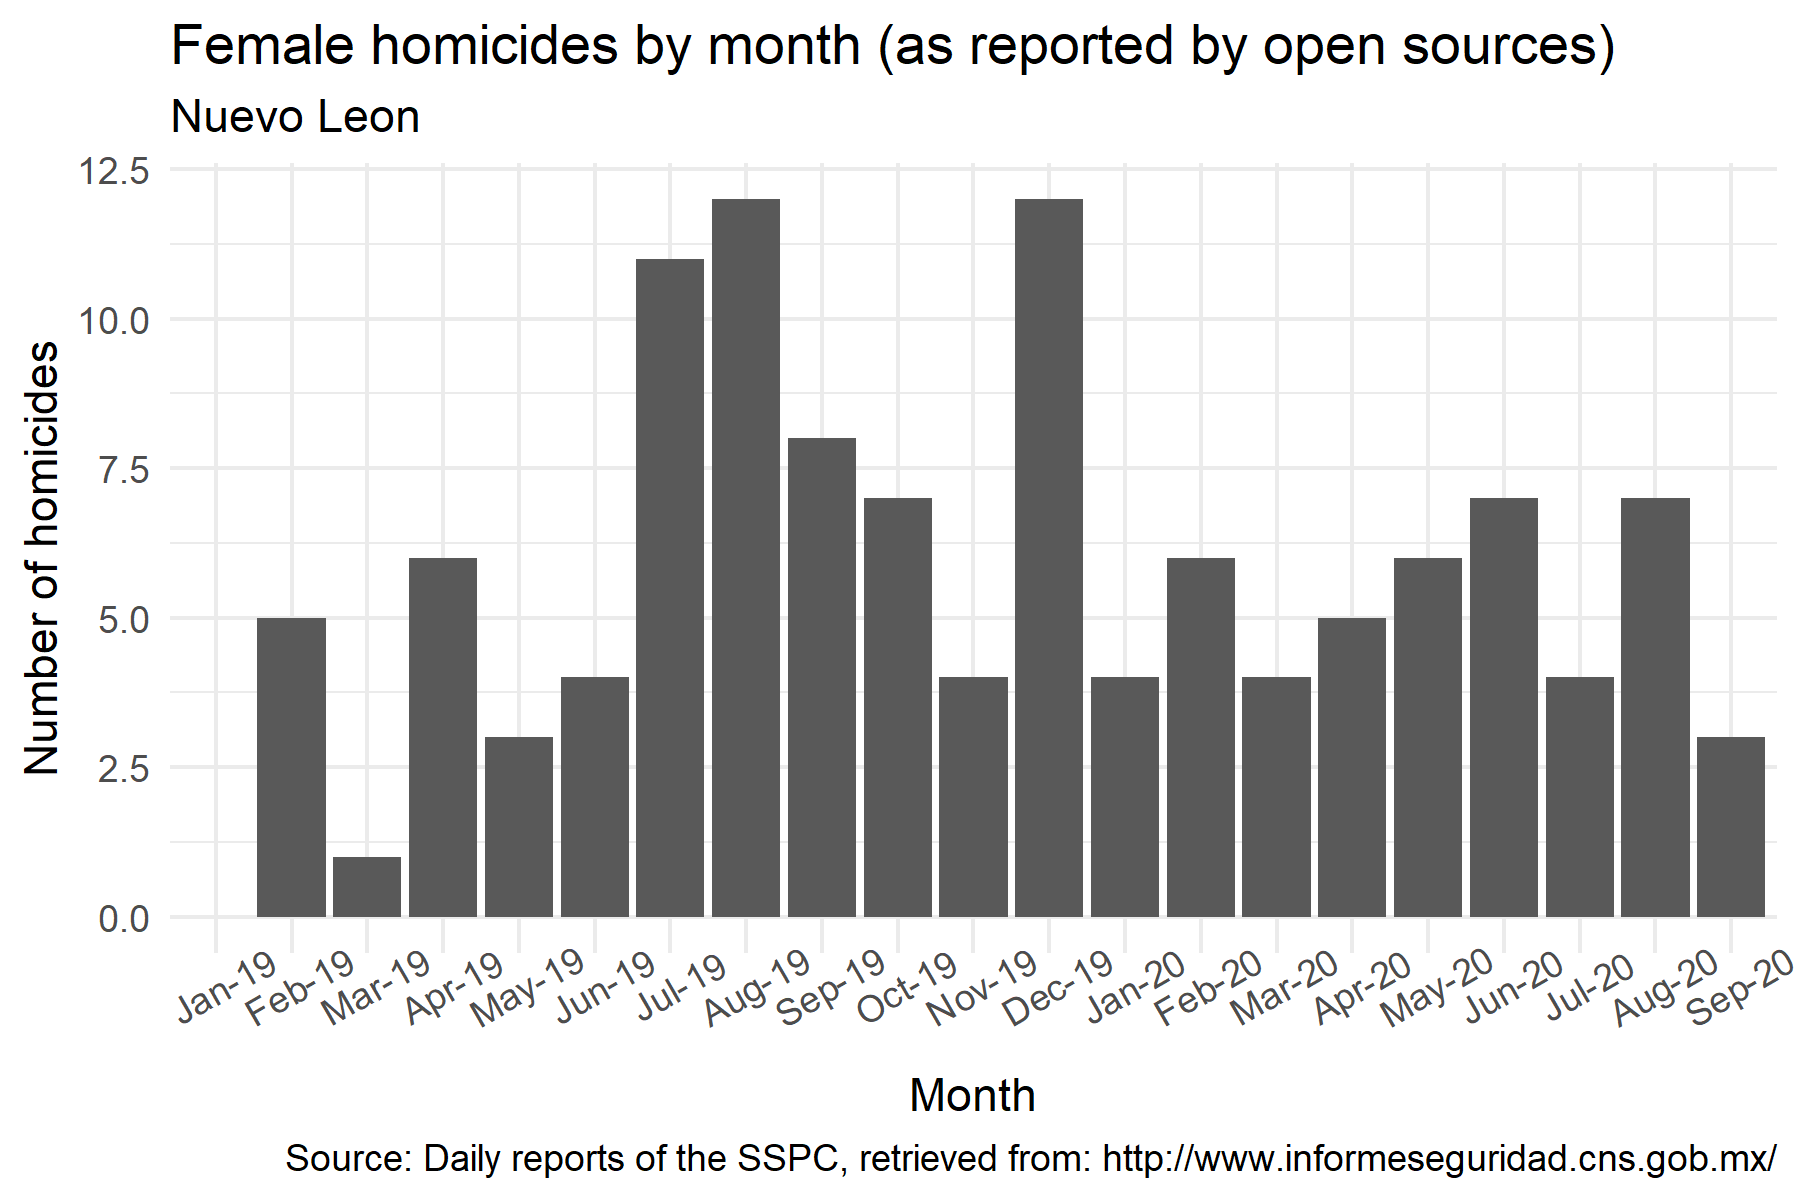 Female homicides by month (as reported by open sources)
Nuevo Leon
12.5
10.0
7.5
5.0
2.5
0.0
Number of homicides
Jan-19
Feb-19
Mar-19
Apr-19
May-19
Jun-19
Jul-19
Aug-19
Sep-19
Oct-19
Nov-19
Dec-19
Jan-20
Feb-20
Mar-20
Apr-20
May-20
Jun-20
Jul-20
Aug-20
Sep-20
Month
Source: Daily reports of the SSPC, retrieved from: http://www.informeseguridad.cns.gob.mx/